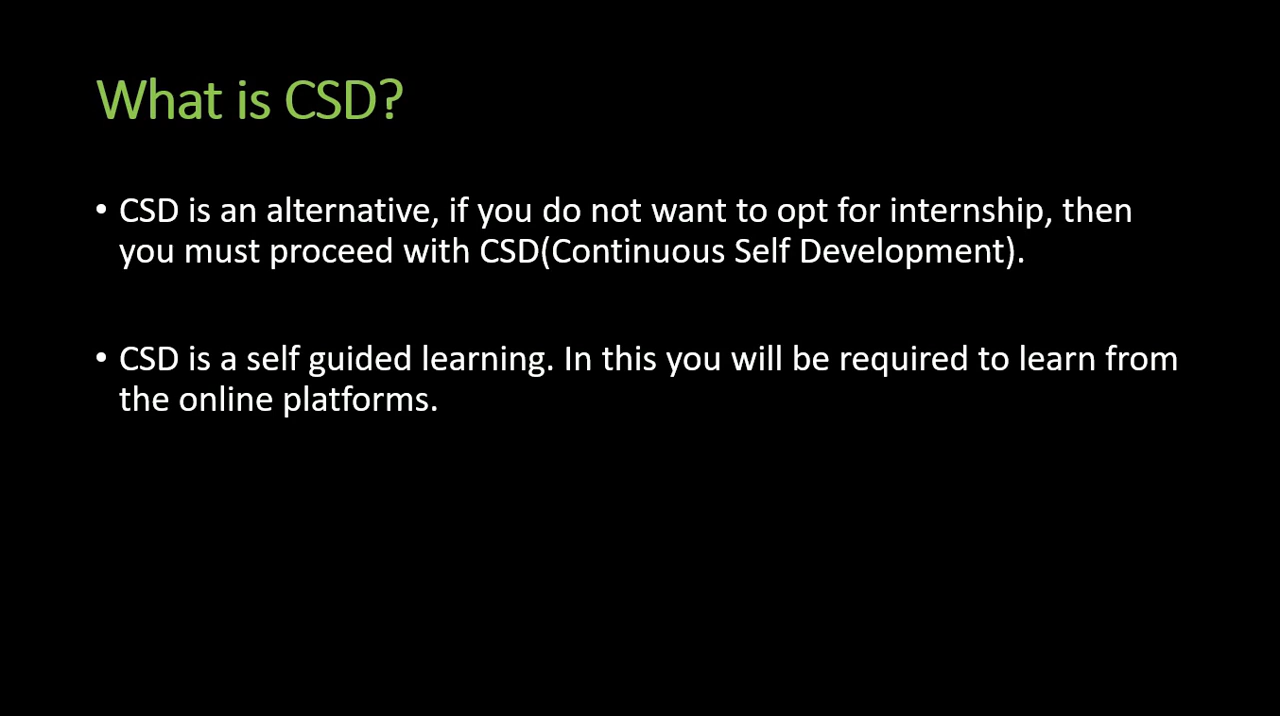 What is CSD?
• CSD is an alternative, if you do not want to opt for internship, then
you must proceed with CSD(Continuous Self Development).
• CSD is a self guided learning. In this you will be required to learn from
the online platforms.